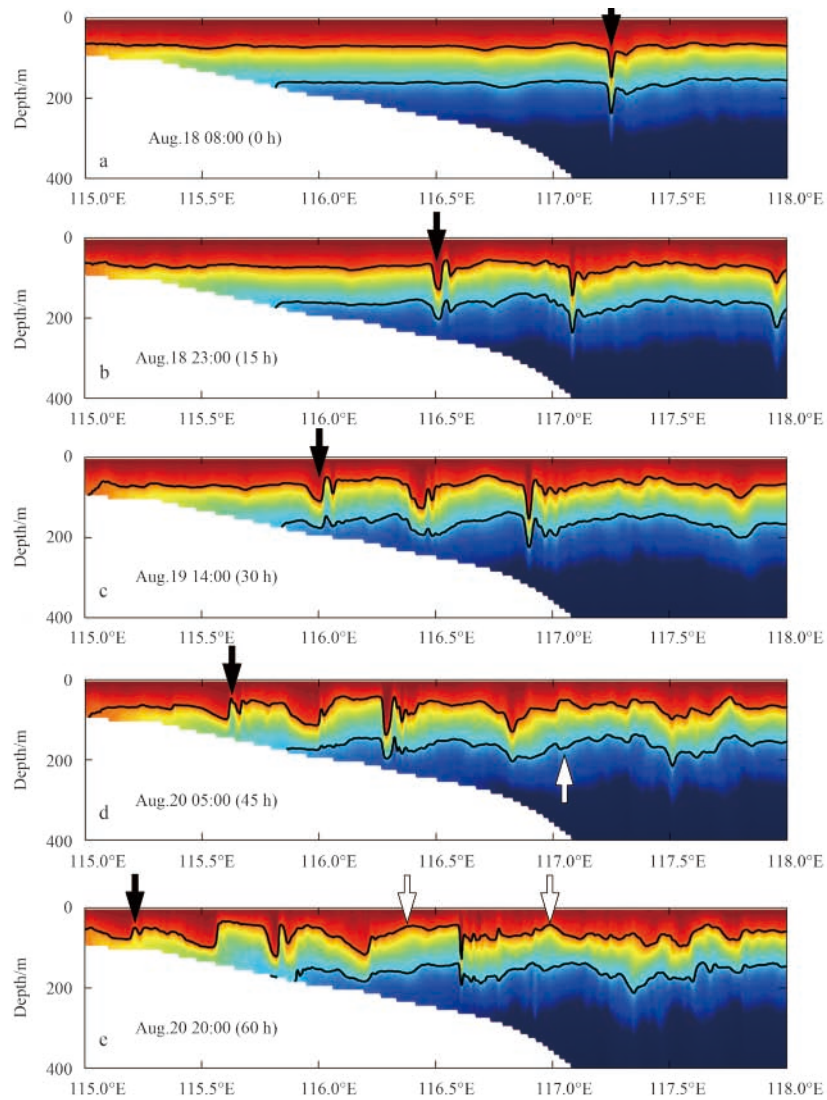 0
200
400
Depth/m
a
Aug.18 08:00 (0 h)
115.0°E 115.5°E 116.0°E 116.5°E 117.0°E 117.5°E 118.0°E
0
200
400
Depth/m
b
Aug.18 23:00 (15 h)
115.0°E 115.5°E 116.0°E 116.5°E 117.0°E 117.5°E 118.0°E
0
200
400
Depth/m
c
Aug.19 14:00 (30 h)
115.0°E 115.5°E 116.0°E 116.5°E 117.0°E 117.5°E 118.0°E
0
200
400
Depth/m
d
Aug.20 05:00 (45 h)
115.0°E 115.5°E 116.0°E 116.5°E 117.0°E 117.5°E 118.0°E
0
200
400
Depth/m
e
Aug.20 20:00 (60 h)
115.0°E 115.5°E 116.0°E 116.5°E 117.0°E 117.5°E 118.0°E